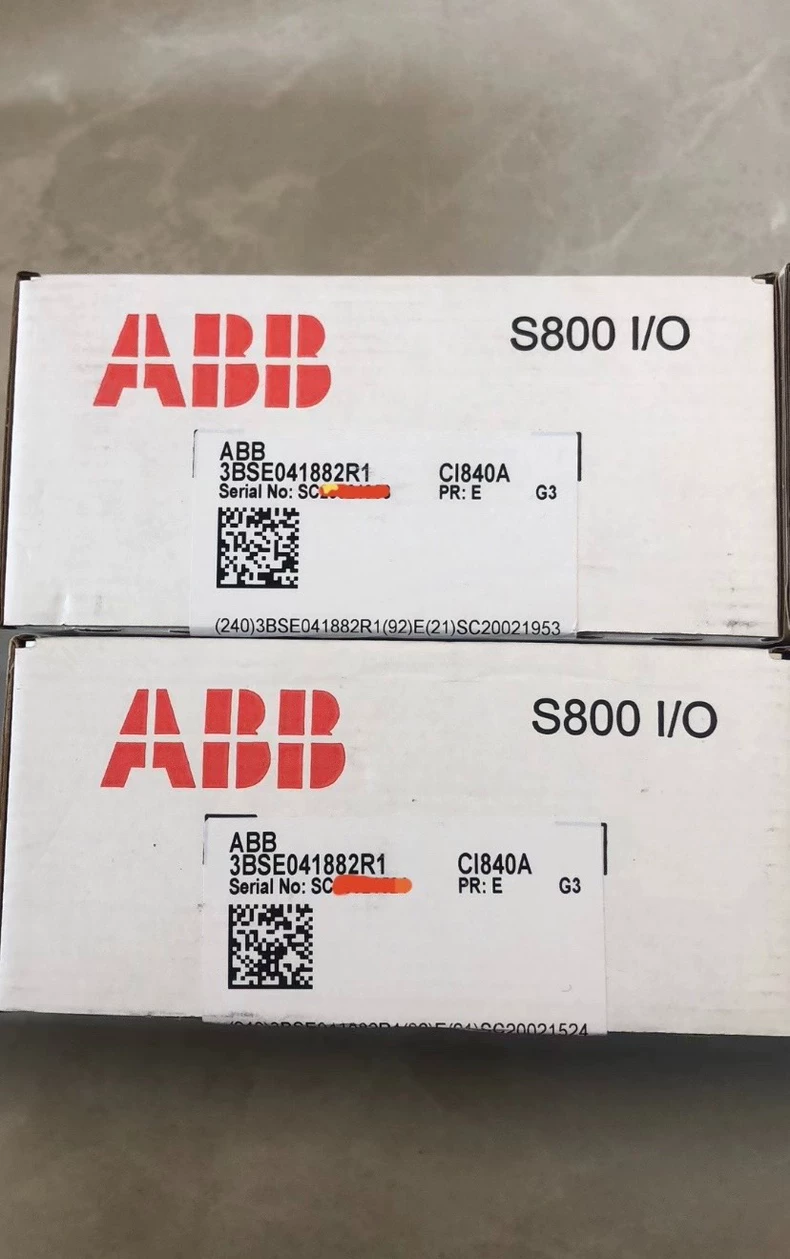 ABB
S800 I/O
ABB
3BSE041882R1 CI840A
Serial No: SC PR: E G3
(240)3BSE041882R1(92)E(21)SC20021953
ABB
S800 I/O
ABB
3BSE041882R1 CI840A
Serial No: SC PR: E G3
SC20021524